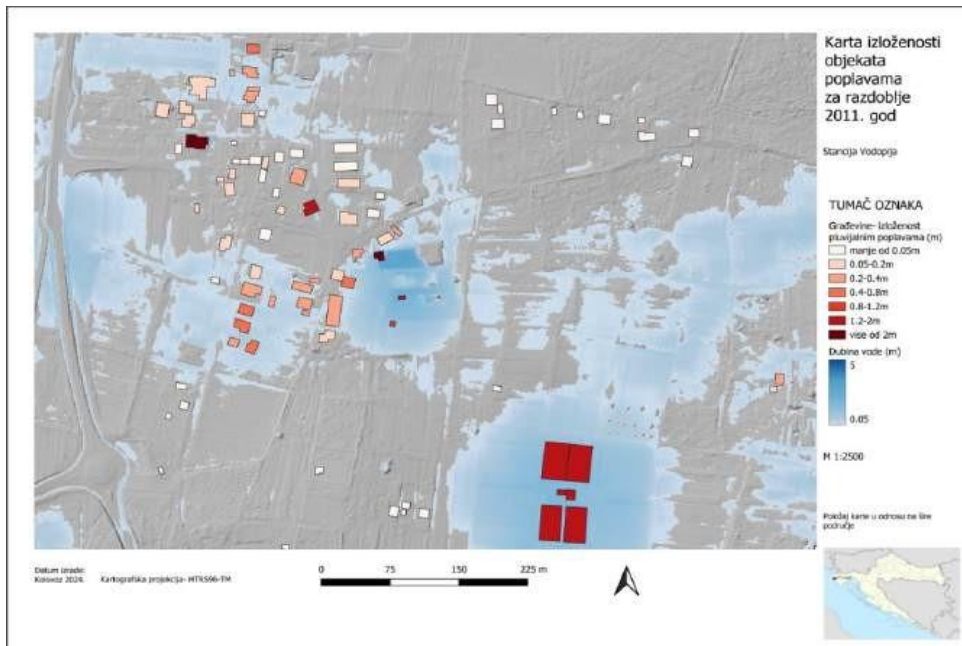 Karta izloženosti
objekata
poplavama
za razdoblje
2011. god
Stancija Vodopija
TUMAČ OZNAKA
Građevine- izloženost
pluvijalnim poplavama (m)
manje od 0.05m
0.05-0.2m
0.2-0.4m
0.4-0.8m
0.8-1.2m
1.2-2m
vise od 2m
Dubina vode (m)
5
0.05
M 1:2500
Položaj karte u odnosu na šire
područje
Datum izrade:
Kolovoz 2024.
Kartografska projekcija- HTRS96-TM
0 75 150 225 m